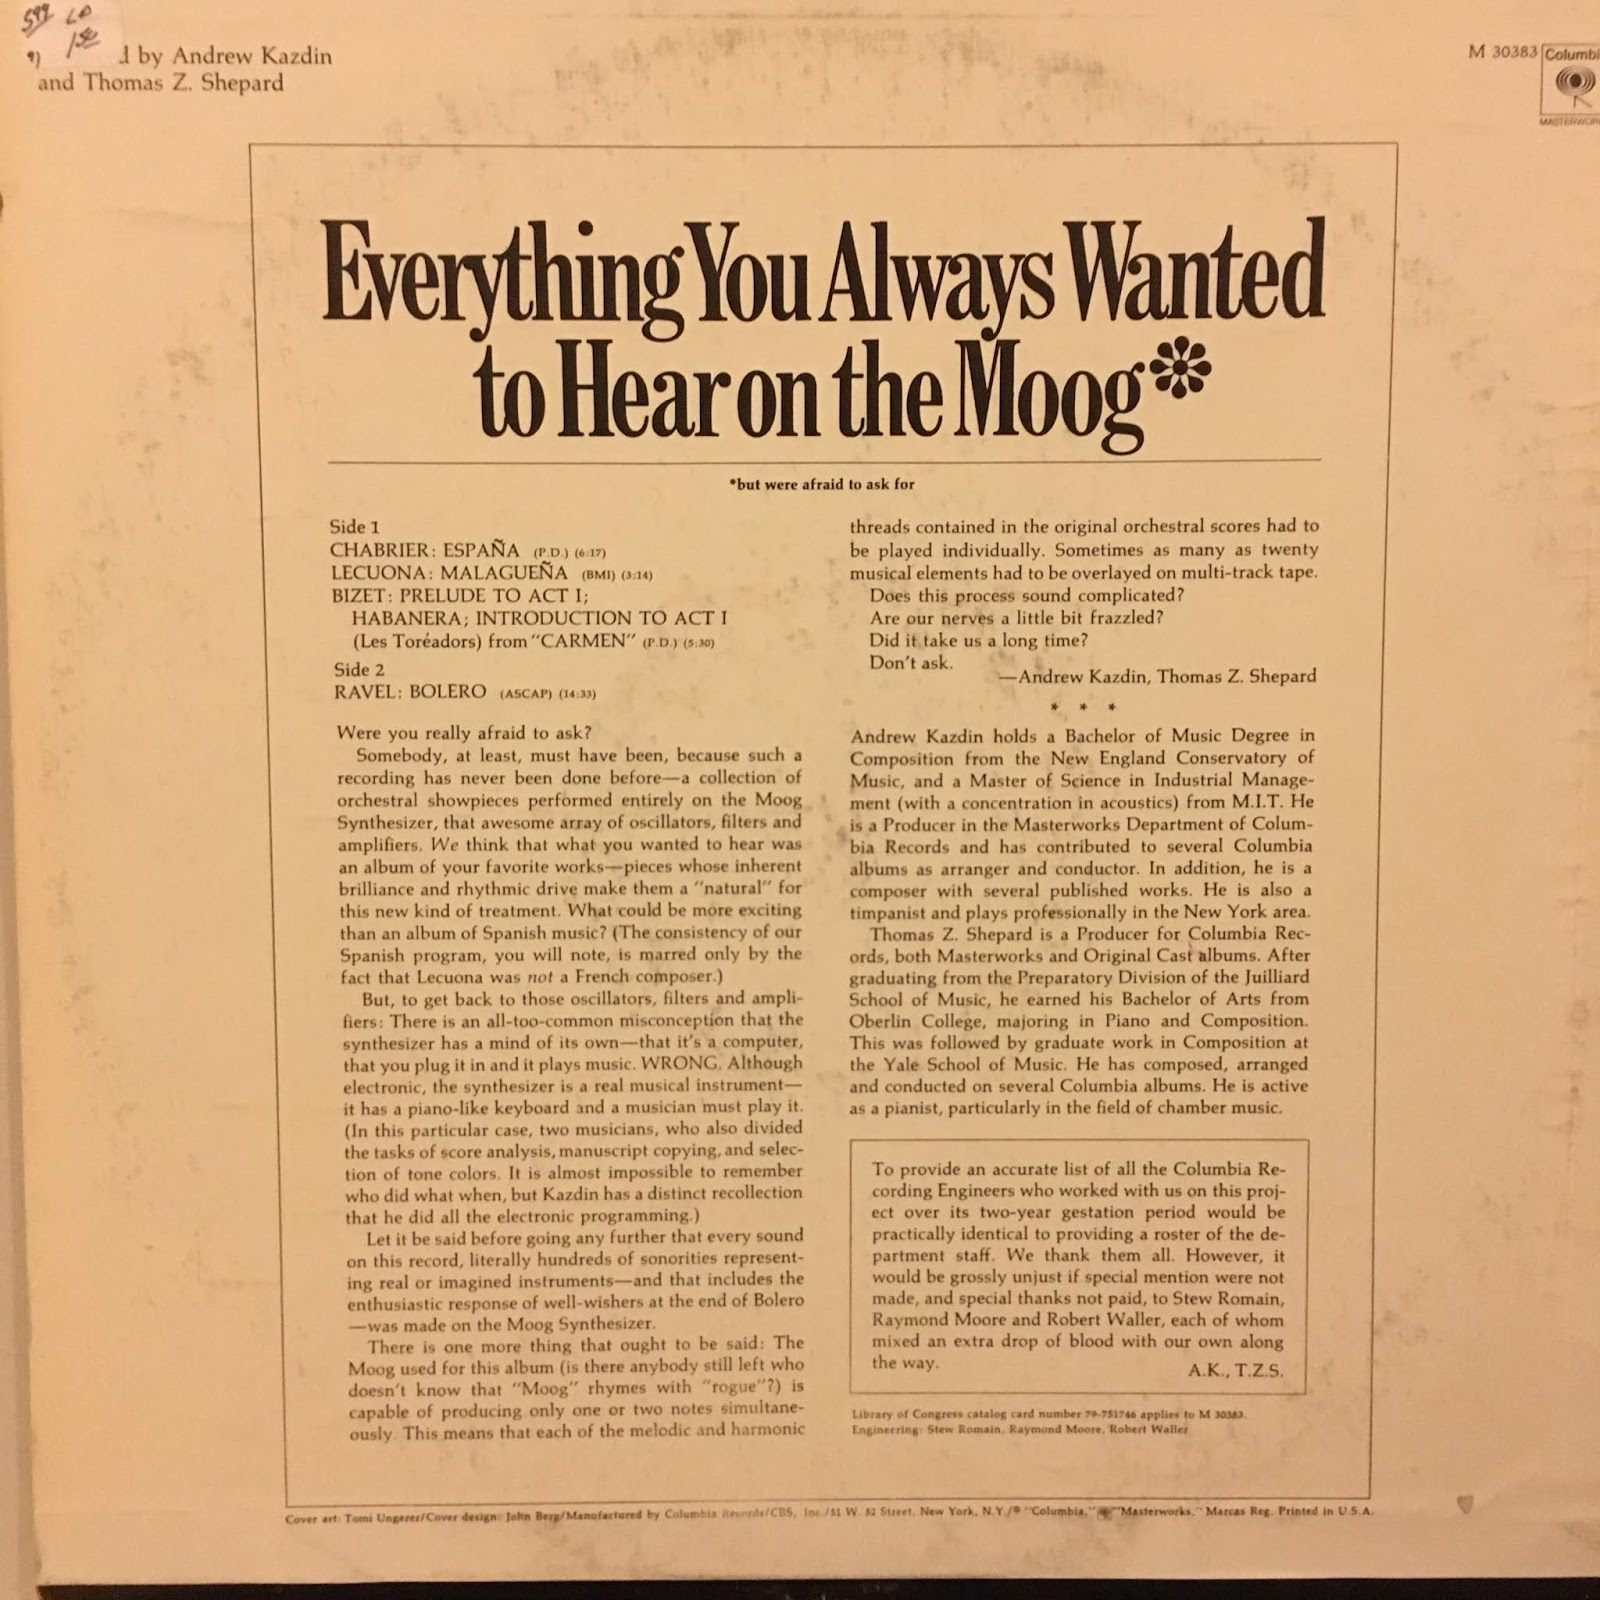 599 LD
by Andrew Kazdin
and Thomas Z. Shepard
M 30383
Columbi
MASTERWOR
Everything You Always Wanted
to Hear on the Moog*
*but were afraid to ask for
Side 1
CHABRIER: ESPAÑA (P.D.) (6:17)
LECUONA: MALAGUEÑA (BMI) (3:14)
BIZET: PRELUDE TO ACT I;
HABANERA; INTRODUCTION TO ACT I
(Les Toréadors) from "CARMEN" (P.D.) (5:30)
Side 2
RAVEL: BOLERO (ASCAP) (14:33)
Were you really afraid to ask?
Somebody, at least, must have been, because such a
recording has never been done before—a collection of
orchestral showpieces performed entirely on the Moog
Synthesizer, that awesome array of oscillators, filters and
amplifiers. We think that what you wanted to hear was
an album of your favorite works—pieces whose inherent
brilliance and rhythmic drive make them a "natural" for
this new kind of treatment. What could be more exciting
than an album of Spanish music? (The consistency of our
Spanish program, you will note, is marred only by the
fact that Lecuona was not a French composer.)
But, to get back to those oscillators, filters and ampli-
fiers: There is an all-too-common misconception that the
synthesizer has a mind of its own—that it's a computer,
that you plug it in and it plays music. WRONG. Although
electronic, the synthesizer is a real musical instrument—
it has a piano-like keyboard and a musician must play it.
(In this particular case, two musicians, who also divided
the tasks of score analysis, manuscript copying, and selec-
tion of tone colors. It is almost impossible to remember
who did what when, but Kazdin has a distinct recollection
that he did all the electronic programming.)
Let it be said before going any further that every sound
on this record, literally hundreds of sonorities represent-
ing real or imagined instruments—and that includes the
enthusiastic response of well-wishers at the end of Bolero
—was made on the Moog Synthesizer.
There is one more thing that ought to be said: The
Moog used for this album (is there anybody still left who
doesn't know that "Moog" rhymes with "rogue"?) is
capable of producing only one or two notes simultane-
ously. This means that each of the melodic and harmonic
threads contained in the original orchestral scores had to
be played individually. Sometimes as many as twenty
musical elements had to be overlayed on multi-track tape.
Does this process sound complicated?
Are our nerves a little bit frazzled?
Did it take us a long time?
Don't ask.
—Andrew Kazdin, Thomas Z. Shepard
* * *
Andrew Kazdin holds a Bachelor of Music Degree in
Composition from the New England Conservatory of
Music, and a Master of Science in Industrial Manage-
ment (with a concentration in acoustics) from M.I.T. He
is a Producer in the Masterworks Department of Colum-
bia Records and has contributed to several Columbia
albums as arranger and conductor. In addition, he is a
composer with several published works. He is also a
timpanist and plays professionally in the New York area.
Thomas Z. Shepard is a Producer for Columbia Rec-
ords, both Masterworks and Original Cast albums. After
graduating from the Preparatory Division of the Juilliard
School of Music, he earned his Bachelor of Arts from
Oberlin College, majoring in Piano and Composition.
This was followed by graduate work in Composition at
the Yale School of Music. He has composed, arranged
and conducted on several Columbia albums. He is active
as a pianist, particularly in the field of chamber music.
To provide an accurate list of all the Columbia Re-
cording Engineers who worked with us on this proj-
ect over its two-year gestation period would be
practically identical to providing a roster of the de-
partment staff. We thank them all. However, it
would be grossly unjust if special mention were not
made, and special thanks not paid, to Stew Romain,
Raymond Moore and Robert Waller, each of whom
mixed an extra drop of blood with our own along
the way.
A.K., T.Z.S.
Library of Congress catalog card number 79-751746 applies to M 30383.
Engineering: Stew Romain, Raymond Moore, Robert Waller
Cover art: Tomi Ungerer/Cover design: John Berg/Manufactured by Columbia Records/CBS, Inc./51 W. 52 Street, New York, N.Y./® "Columbia," "Masterworks," Marcas Reg. Printed in U.S.A.